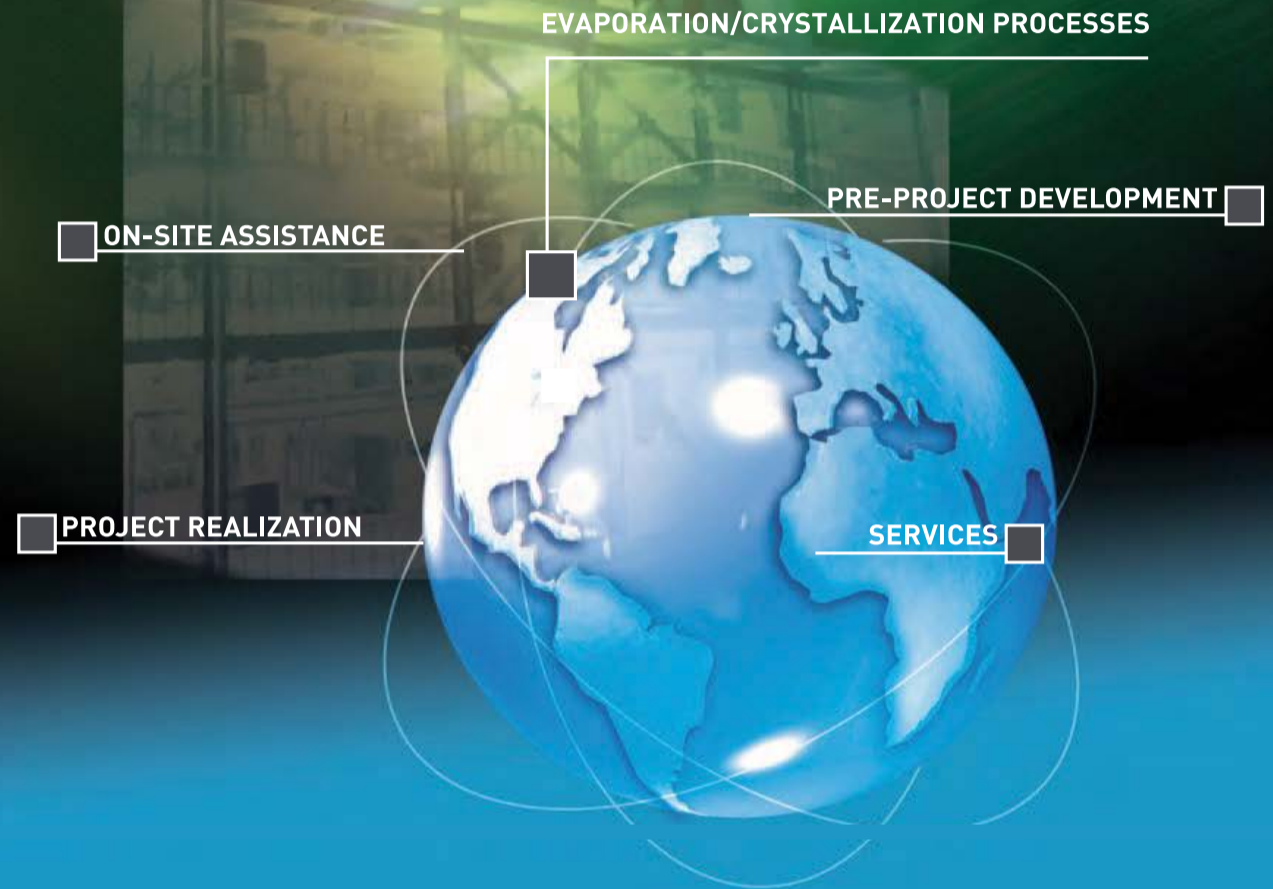 EVAPORATION/CRYSTALLIZATION PROCESSES
PRE-PROJECT DEVELOPMENT
ON-SITE ASSISTANCE
PROJECT REALIZATION
SERVICES